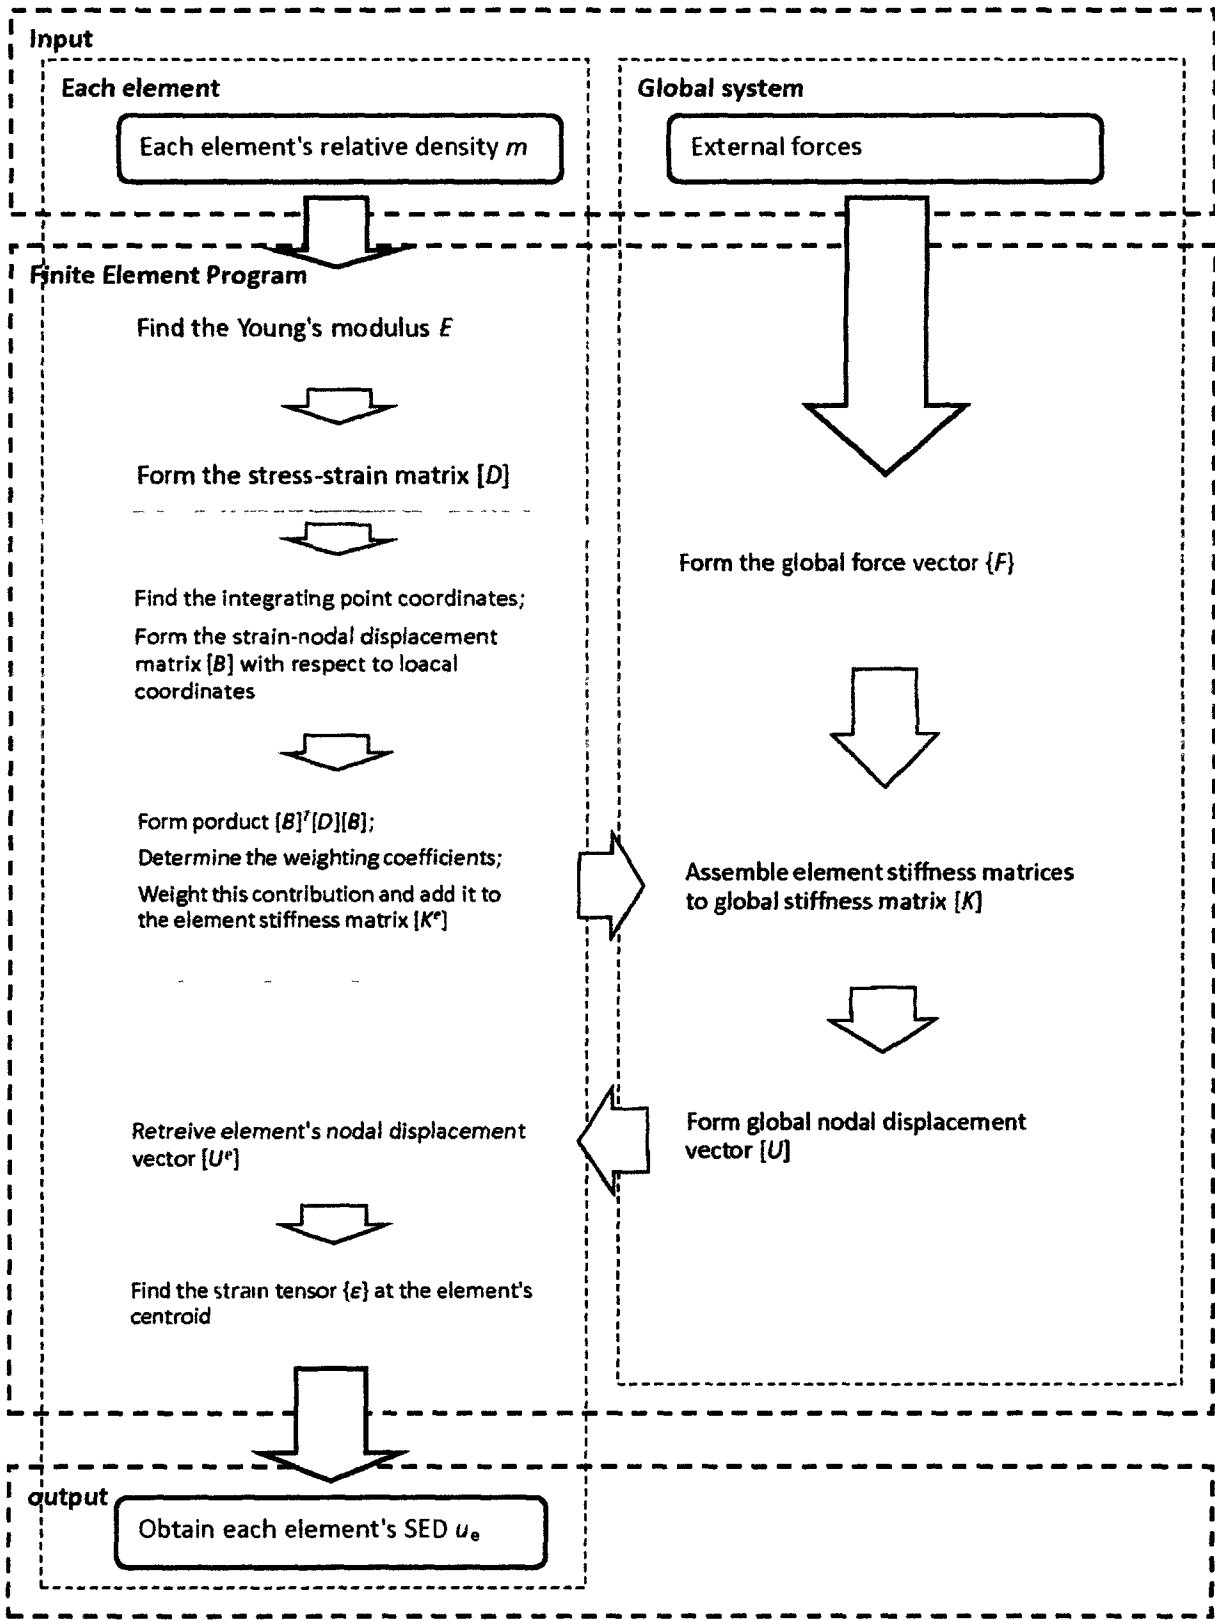 Input
Each element
Each element's relative density m
Global system
External forces
Finite Element Program
Find the Young's modulus E
Form the stress-strain matrix [D]
Find the integrating point coordinates;
Form the strain-nodal displacement
matrix [B] with respect to loacal
coordinates
Form porduct [B]ᵀ[D][B];
Determine the weighting coefficients;
Weight this contribution and add it to
the element stiffness matrix [Kᵉ]
Form the global force vector {F}
Assemble element stiffness matrices
to global stiffness matrix [K]
Form global nodal displacement
vector [U]
Retreive element's nodal displacement
vector [Uᵉ]
Find the strain tensor {ε} at the element's
centroid
output
Obtain each element's SED uₑ